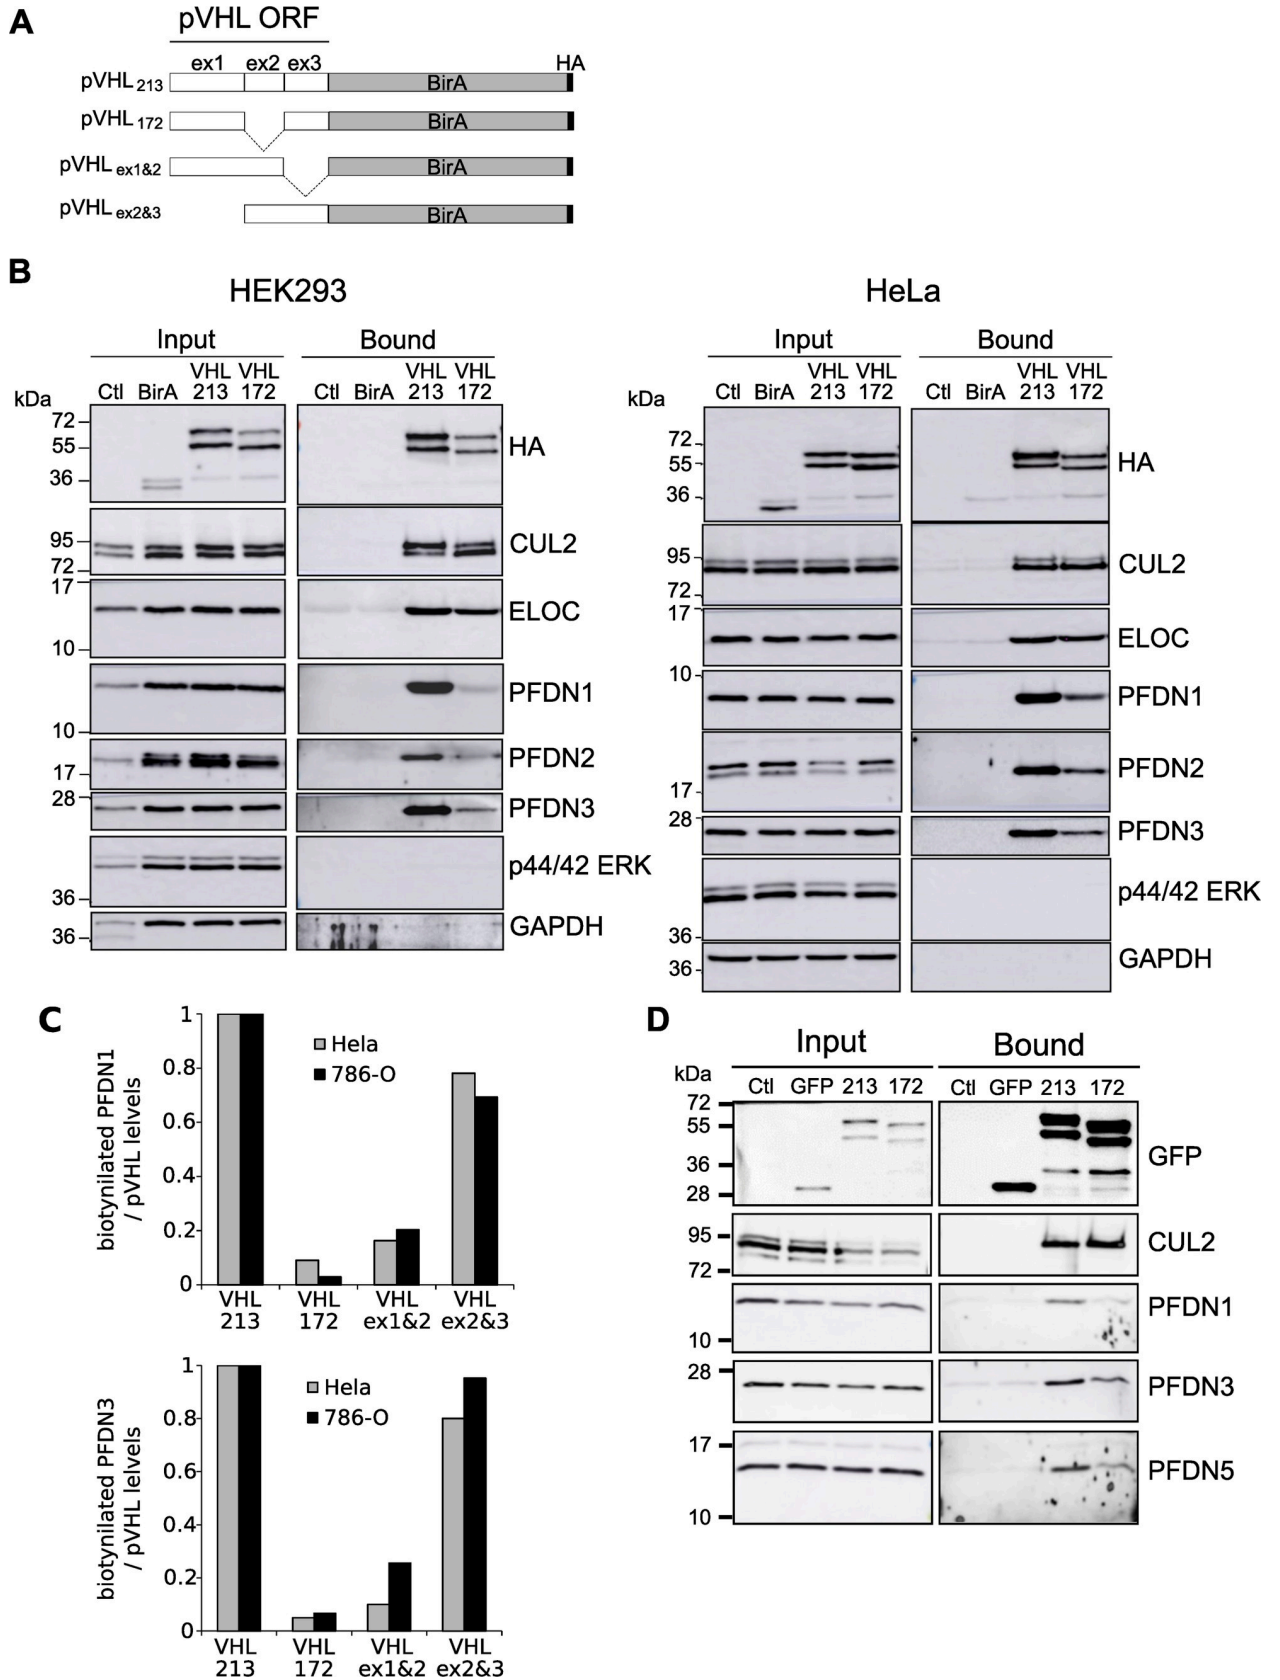 A
pVHL ORF
ex1 ex2 ex3 HA
pVHL 213 BirA
pVHL 172 BirA
pVHL ex1&2 BirA
pVHL ex2&3 BirA
B
HEK293
Input Bound
VHL VHL VHL VHL
Ctl BirA 213 172 Ctl BirA 213 172
kDa
72
55
36
HA
95
72
CUL2
17
10
ELOC
10
PFDN1
17
PFDN2
28
PFDN3
36
p44/42 ERK
36
GAPDH
HeLa
Input Bound
VHL VHL VHL VHL
Ctl BirA 213 172 Ctl BirA 213 172
kDa
72
55
36
HA
95
72
CUL2
17
ELOC
10
PFDN1
17
PFDN2
28
PFDN3
36
p44/42 ERK
36
GAPDH
C
biotynilated PFDN1
/ pVHL lelvels
1
0.8
0.6
0.4
0.2
0
Hela
786-O
VHL VHL VHL VHL
213 172 ex1&2 ex2&3
biotynilated PFDN3
/ pVHL lelvels
1
0.8
0.6
0.4
0.2
0
Hela
786-O
VHL VHL VHL VHL
213 172 ex1&2 ex2&3
D
Input Bound
kDa
Ctl GFP 213 172 Ctl GFP 213 172
72
55
36
28
GFP
95
72
CUL2
10
PFDN1
28
PFDN3
17
10
PFDN5